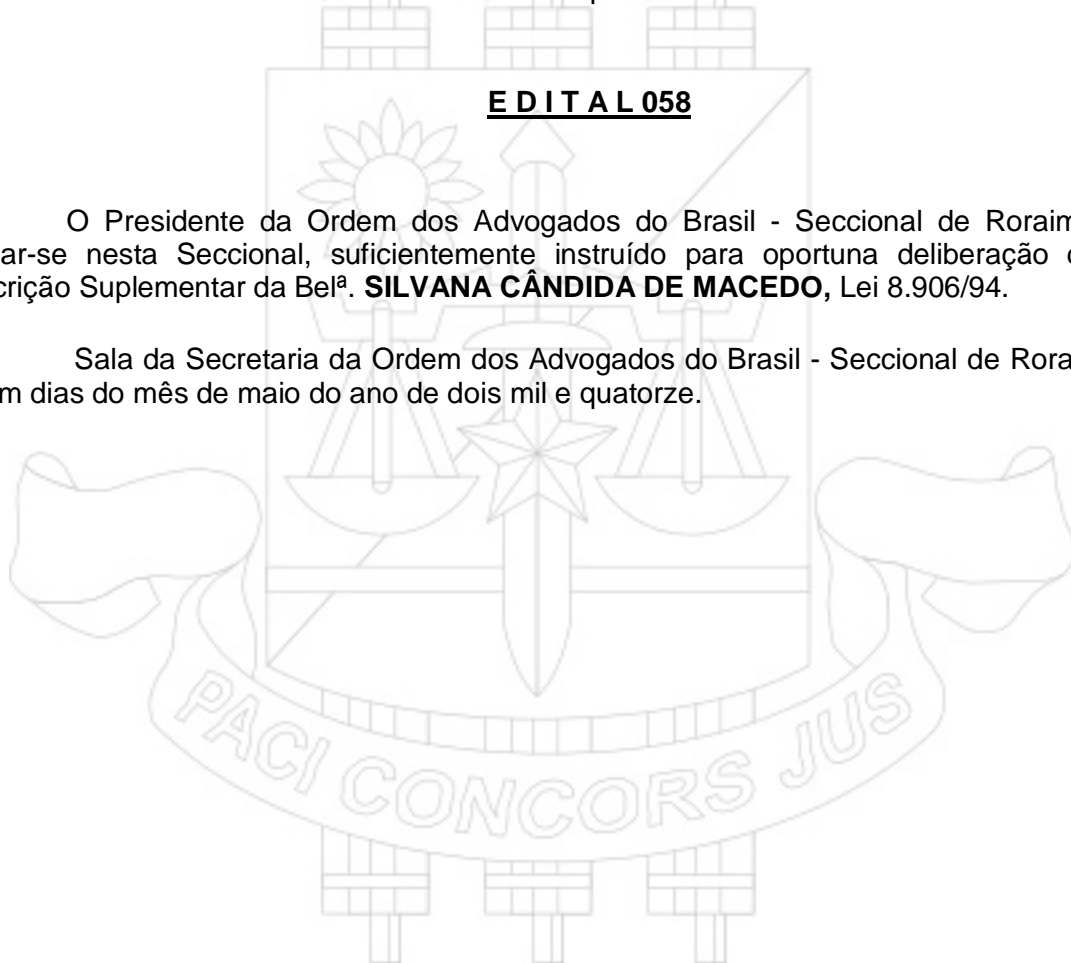 E D I T A L 058
O Presidente da Ordem dos Advogados do Brasil - Seccional de Roraim
ar-se nesta Seccional, suficientemente instruído para oportuna deliberação
crição Suplementar da Belª. SILVANA CÂNDIDA DE MACEDO, Lei 8.906/94.
Sala da Secretaria da Ordem dos Advogados do Brasil - Seccional de Rora
m dias do mês de maio do ano de dois mil e quatorze.
PACI CONCORS JUS